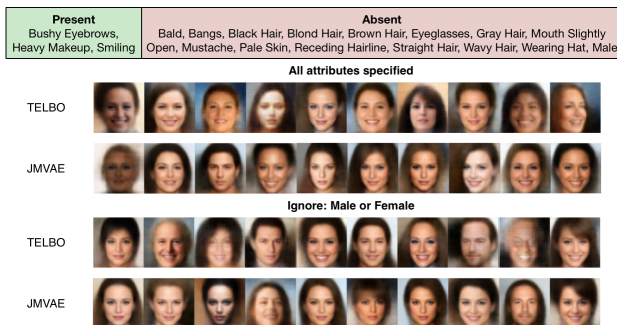 Present
Bushy Eyebrows,
Heavy Makeup, Smiling
Absent
Bald, Bangs, Black Hair, Blond Hair, Brown Hair, Eyeglasses, Gray Hair, Mouth Slightly
Open, Mustache, Pale Skin, Receding Hairline, Straight Hair, Wavy Hair, Wearing Hat, Male
All attributes specified
TELBO
JMVAE
Ignore: Male or Female
TELBO
JMVAE